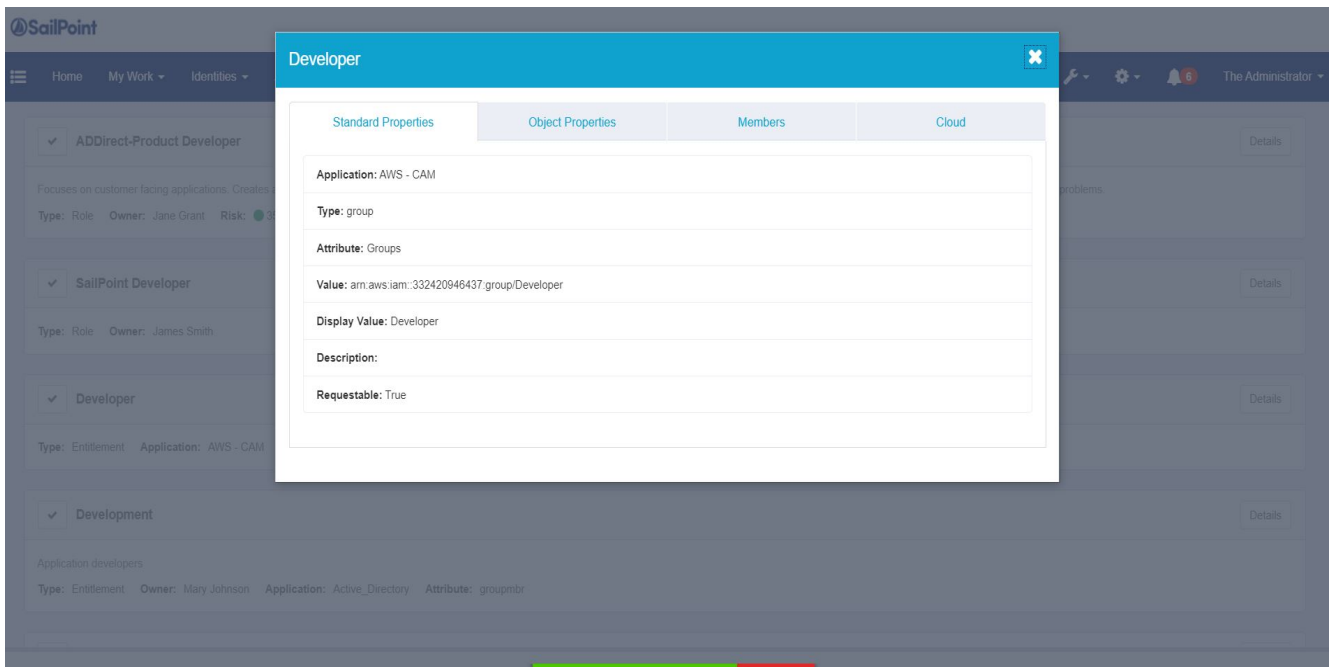 SailPoint
Home My Work Identities 6 The Administrator
Developer
Standard Properties Object Properties Members Cloud
Application: AWS - CAM
Type: group
Attribute: Groups
Value: arn:aws:iam::332420946437:group/Developer
Display Value: Developer
Description:
Requestable: True
ADDirect-Product Developer Details
Focuses on customer facing applications. Creates problems
Type: Role Owner: Jane Grant Risk:
SailPoint Developer Details
Type: Role Owner: James Smith
Developer Details
Type: Entitlement Application: AWS - CAM
Development Details
Application developers
Type: Entitlement Owner: Mary Johnson Application: Active_Directory Attribute: groupmbr